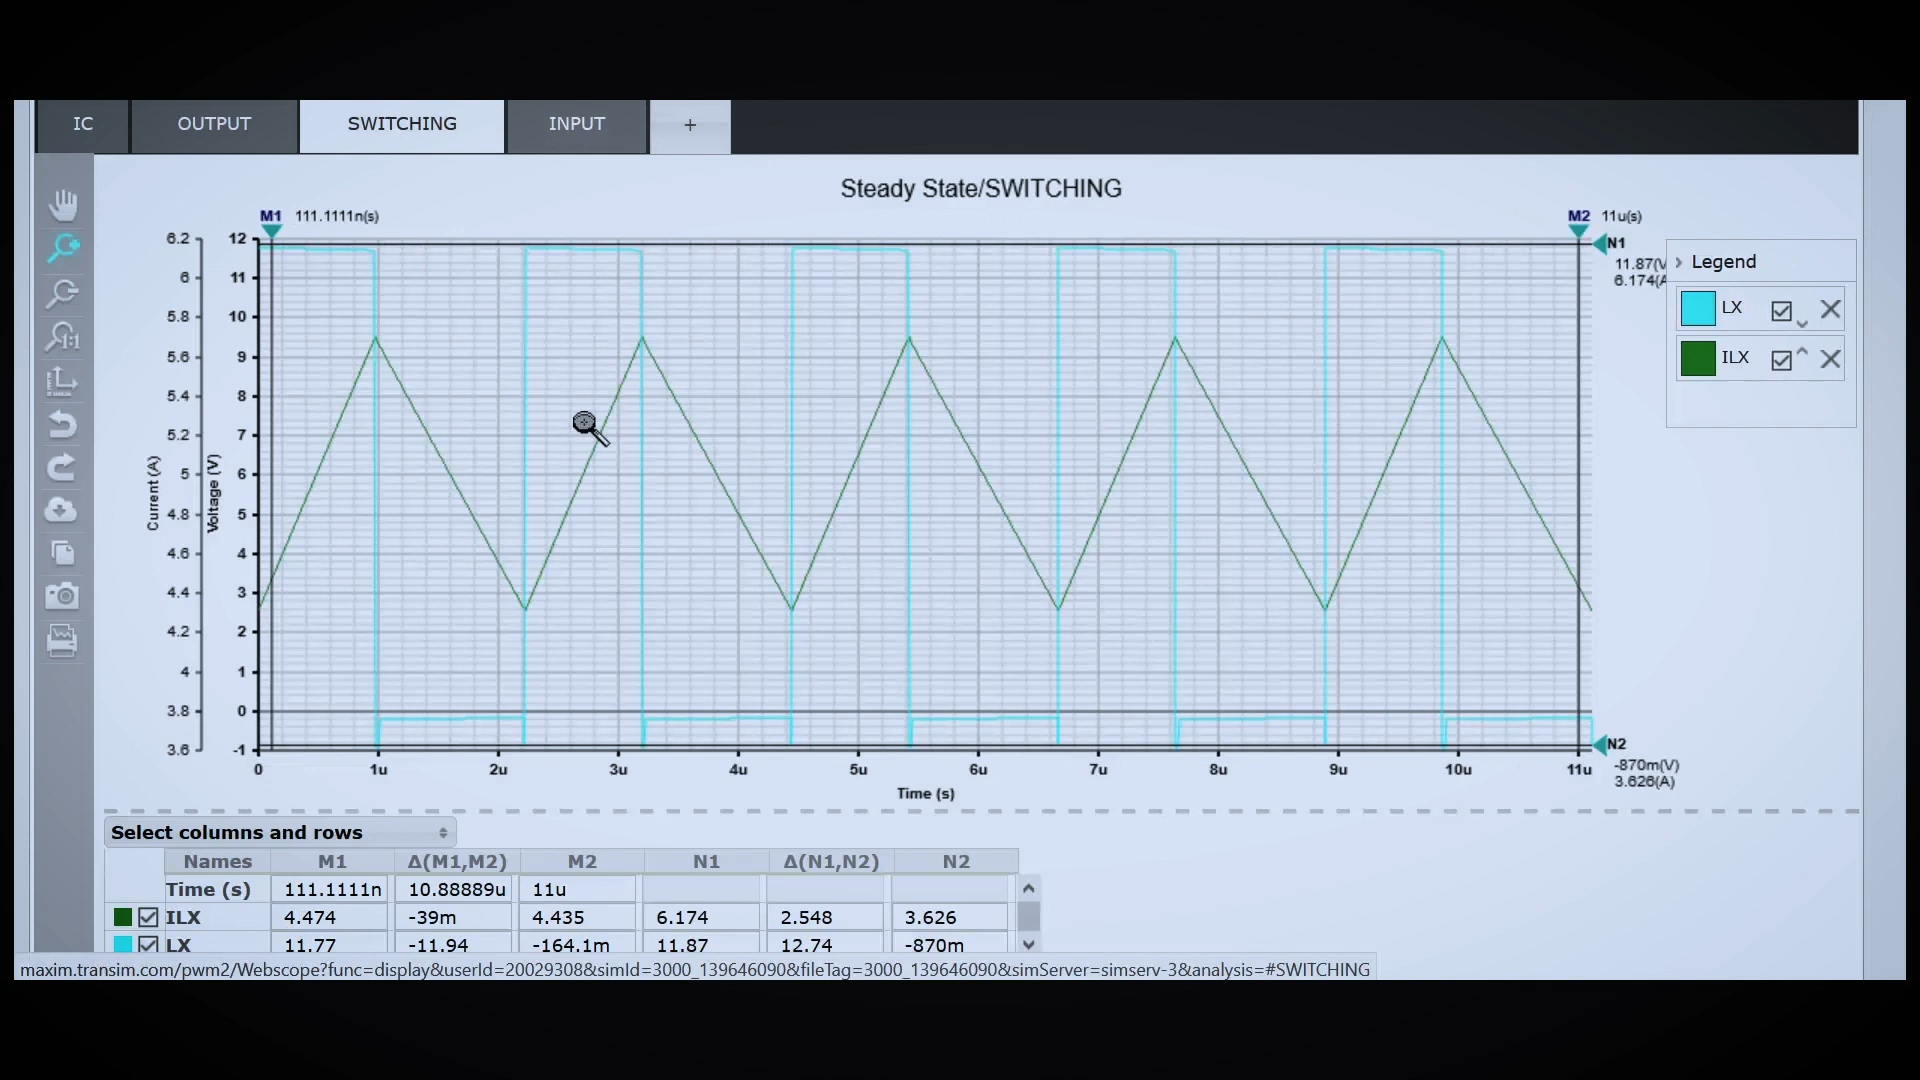 IC OUTPUT SWITCHING INPUT +
Steady State/SWITCHING
M1 111.1111n(s) M2 11u(s)
6.2 12 N1
11.87(V
6.174(A
6 11
5.8 10
5.6 9
5.4 8
5.2 7
5 6
4.8 5
4.6 4
4.4 3
4.2 2
4 1
3.8 0
3.6 -1
Current (A)
Voltage (V)
N2
-870m(V)
3.626(A)
0 1u 2u 3u 4u 5u 6u 7u 8u 9u 10u 11u
Time (s)
Legend
LX
ILX
1:1
Select columns and rows
Names M1 Δ(M1,M2) M2 N1 Δ(N1,N2) N2
Time (s) 111.1111n 10.88889u 11u
ILX 4.474 -39m 4.435 6.174 2.548 3.626
LX 11.77 -11.94 -164.1m 11.87 12.74 -870m
maxim.transim.com/pwm2/Webscope?func=display&userId=20029308&simId=3000_139646090&fileTag=3000_139646090&simServer=simserv-3&analysis=#SWITCHING